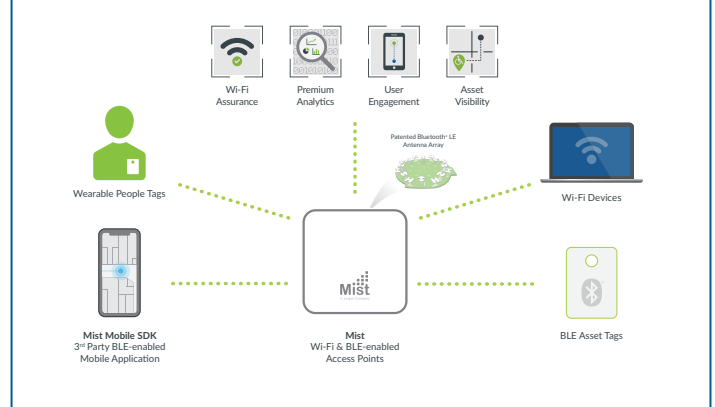 Wi-Fi
Assurance
Premium
Analytics
User
Engagement
Asset
Visibility
Patented Bluetooth® LE
Antenna Array
Wearable People Tags
Wi-Fi Devices
Mist
Mist Mobile SDK
3rd Party BLE-enabled
Mobile Application
Mist
Wi-Fi & BLE-enabled
Access Points
BLE Asset Tags